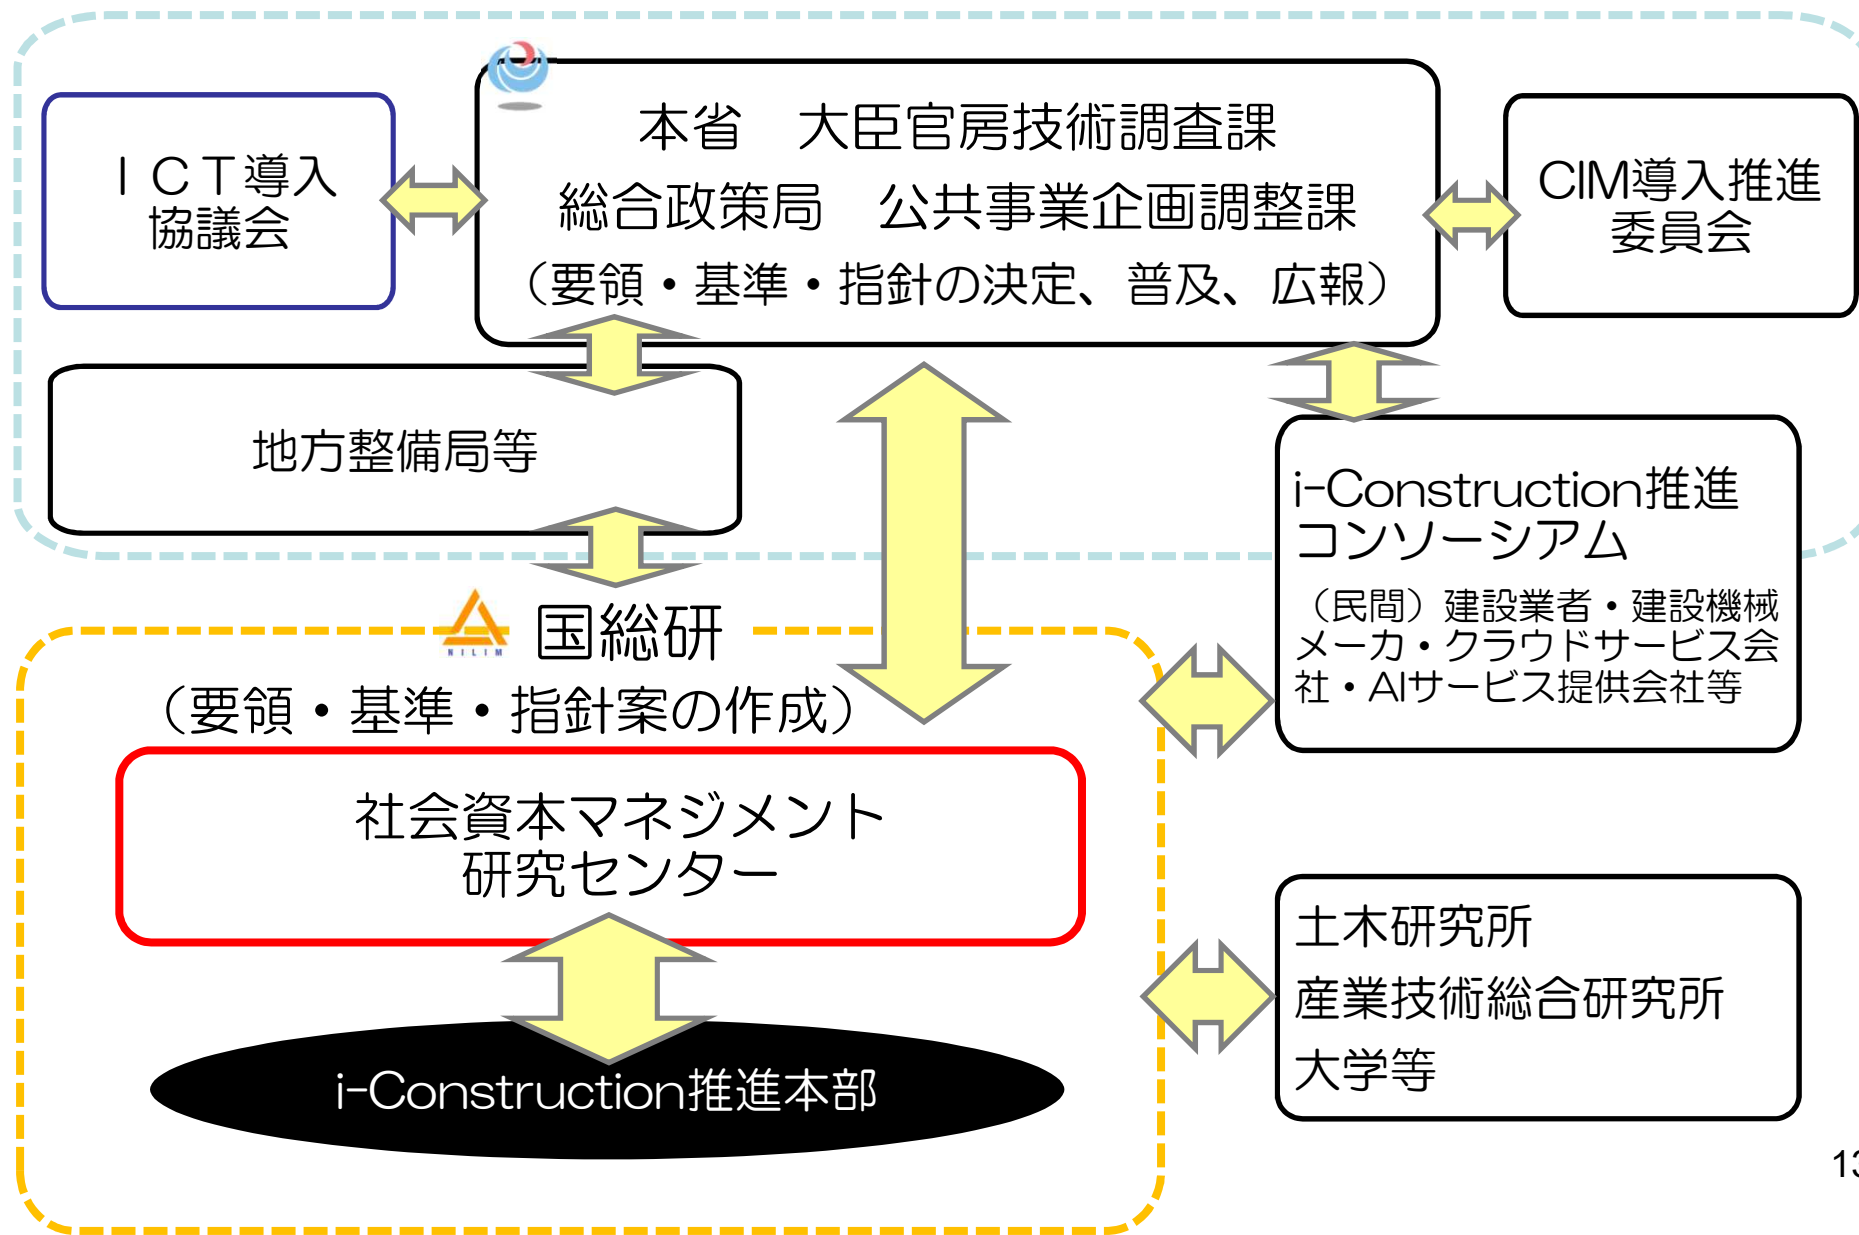 ＩＣＴ導入
協議会
本省　大臣官房技術調査課
総合政策局　公共事業企画調整課
（要領・基準・指針の決定、普及、広報）
CIM導入推進
委員会
地方整備局等
i-Construction推進
コンソーシアム
（民間）建設業者・建設機械
メーカ・クラウドサービス会
社・AIサービス提供会社等
NILIM
国総研
（要領・基準・指針案の作成）
社会資本マネジメント
研究センター
i-Construction推進本部
土木研究所
産業技術総合研究所
大学等
13